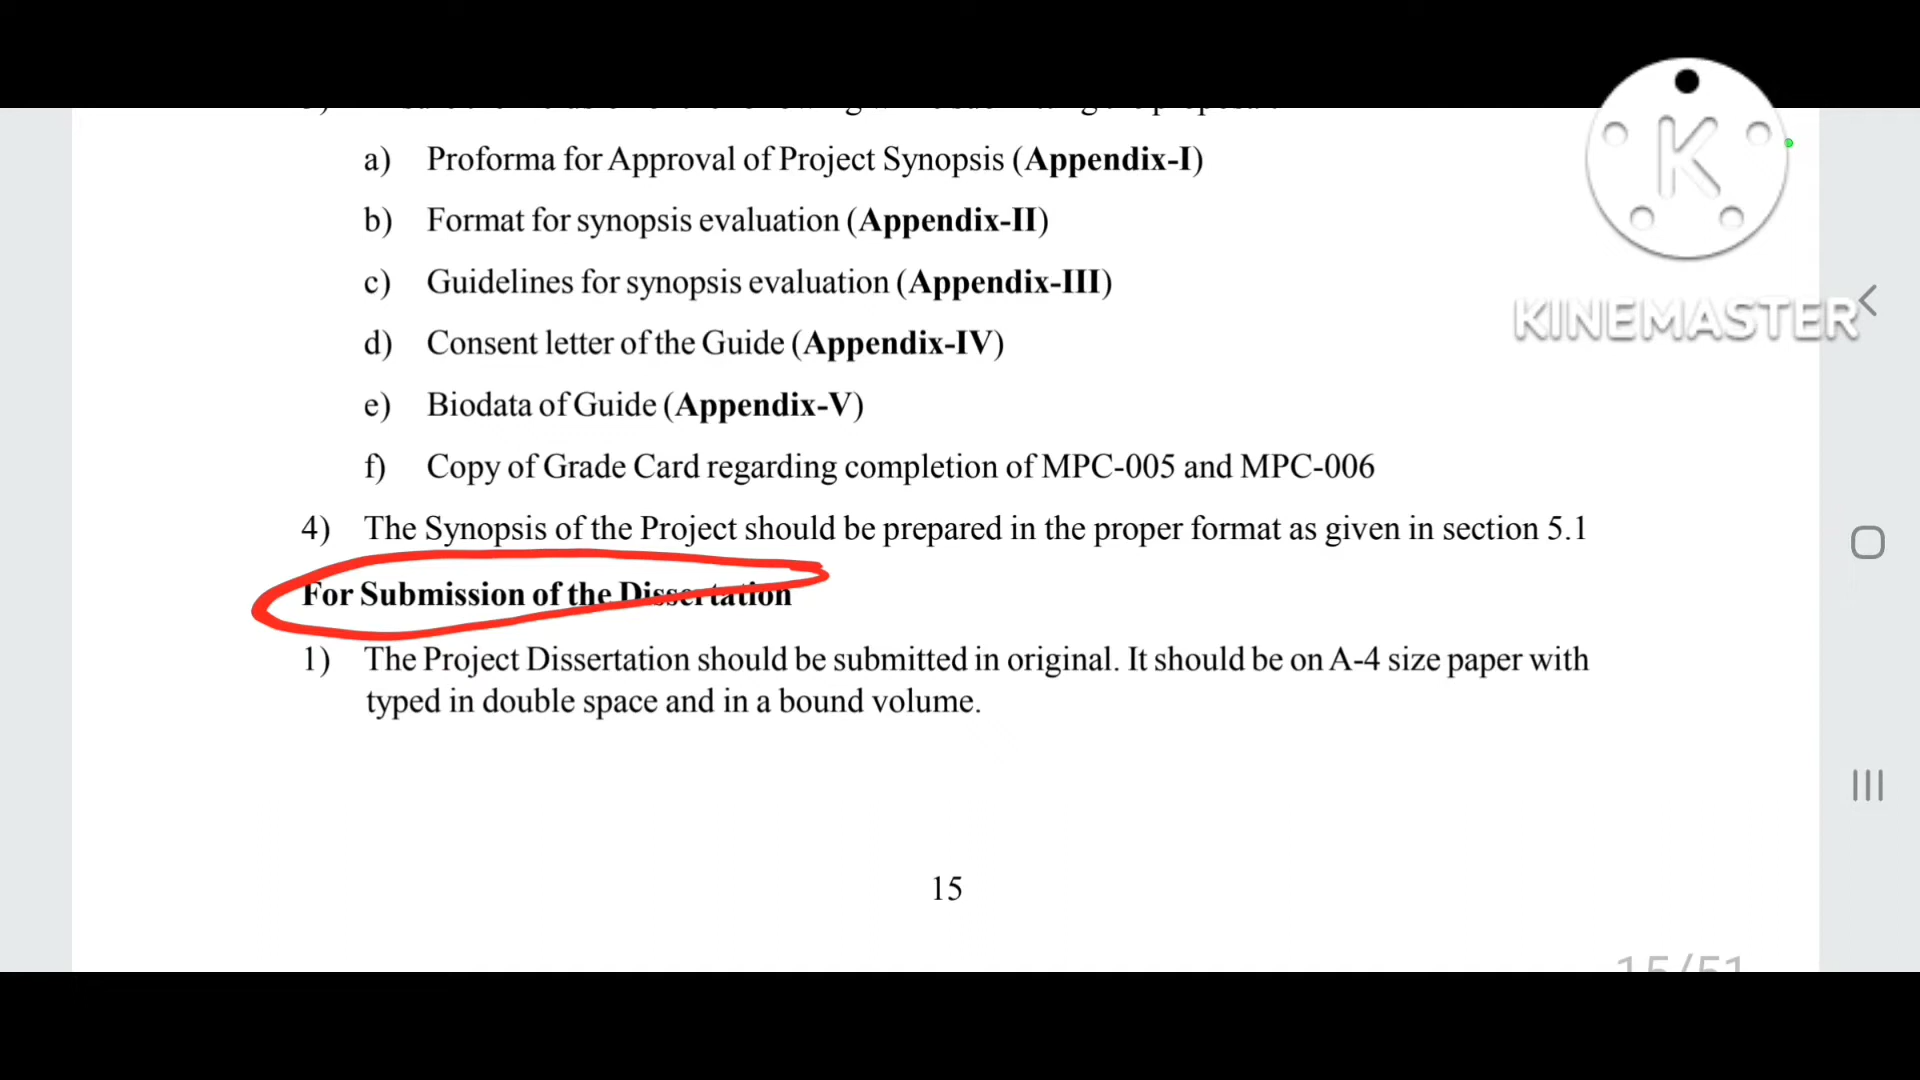 a) Proforma for Approval of Project Synopsis (Appendix-I)
b) Format for synopsis evaluation (Appendix-II)
c) Guidelines for synopsis evaluation (Appendix-III)
d) Consent letter of the Guide (Appendix-IV)
e) Biodata of Guide (Appendix-V)
f) Copy of Grade Card regarding completion of MPC-005 and MPC-006
4) The Synopsis of the Project should be prepared in the proper format as given in section 5.1
For Submission of the Dissertation
1) The Project Dissertation should be submitted in original. It should be on A-4 size paper with
typed in double space and in a bound volume.
15
15/51
K
KINEMASTER